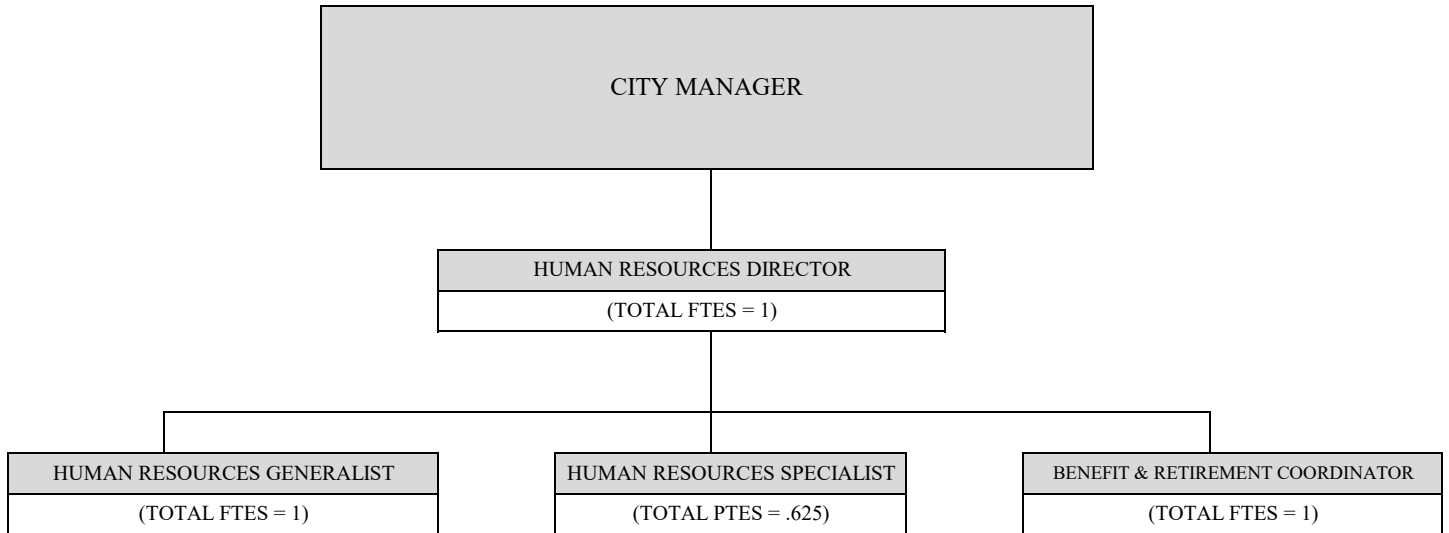 CITY MANAGER
HUMAN RESOURCES DIRECTOR
(TOTAL FTES = 1)
HUMAN RESOURCES GENERALIST
(TOTAL FTES = 1)
HUMAN RESOURCES SPECIALIST
(TOTAL PTES = .625)
BENEFIT & RETIREMENT COORDINATOR
(TOTAL FTES = 1)